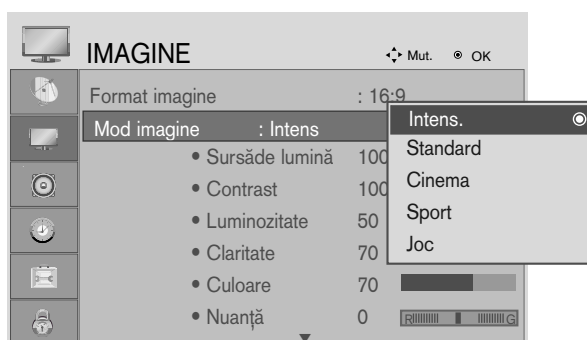 IMAGINE Mut. OK
Format imagine : 16:9
Mod imagine : Intens
• Sursăde lumină 100
• Contrast 100
• Luminozitate 50
• Claritate 70
• Culoare 70
• Nuanță 0 R G
Intens.
Standard
Cinema
Sport
Joc